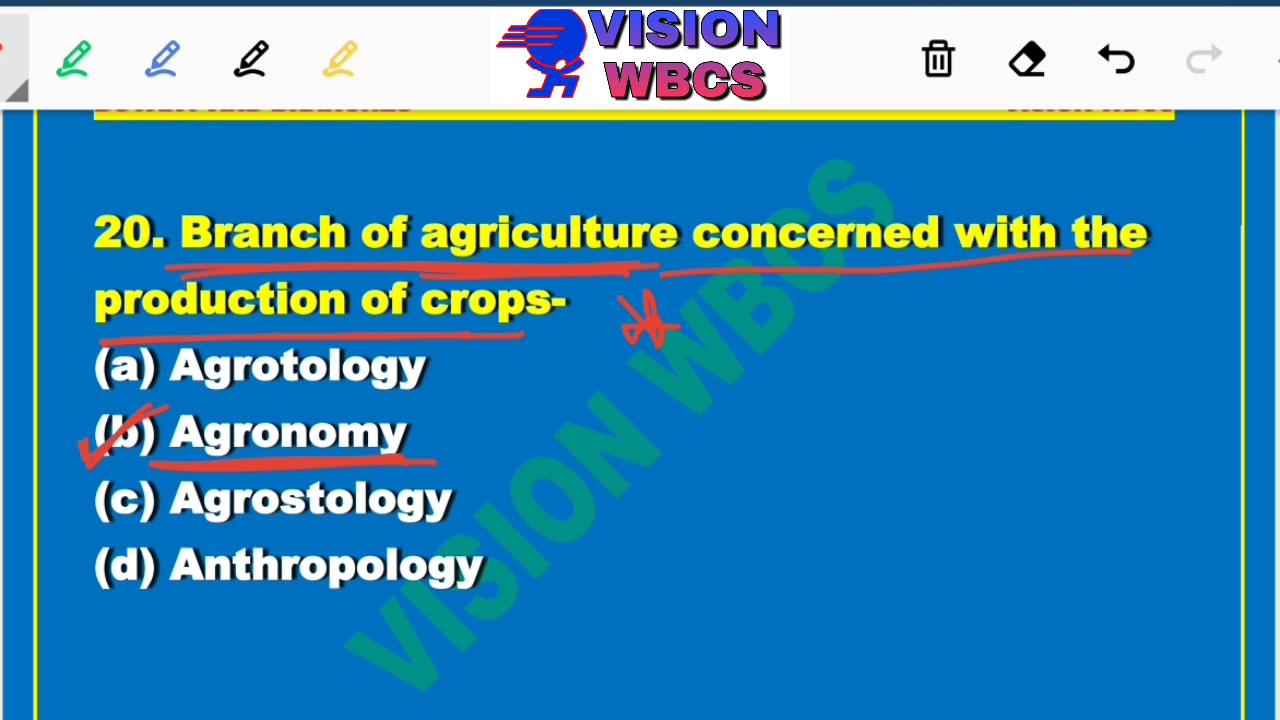 VISION
WBCS
20. Branch of agriculture concerned with the
production of crops-
(a) Agrotology
(b) Agronomy
(c) Agrostology
(d) Anthropology
VISION WBCS